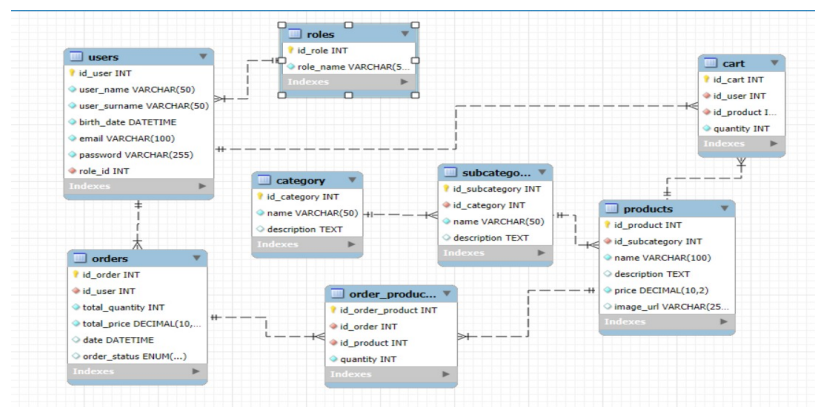 roles
id_role INT
role_name VARCHAR(5...
Indexes
users
id_user INT
user_name VARCHAR(50)
user_surname VARCHAR(50)
birth_date DATETIME
email VARCHAR(100)
password VARCHAR(255)
role_id INT
Indexes
cart
id_cart INT
id_user INT
id_product I...
quantity INT
Indexes
category
id_category INT
name VARCHAR(50)
description TEXT
Indexes
subcatego...
id_subcategory INT
id_category INT
name VARCHAR(50)
description TEXT
Indexes
products
id_product INT
id_subcategory INT
name VARCHAR(100)
description TEXT
price DECIMAL(10,2)
image_url VARCHAR(25...
Indexes
orders
id_order INT
id_user INT
total_quantity INT
total_price DECIMAL(10,...
date DATETIME
order_status ENUM(...)
Indexes
order_produc...
id_order_product INT
id_order INT
id_product INT
quantity INT
Indexes